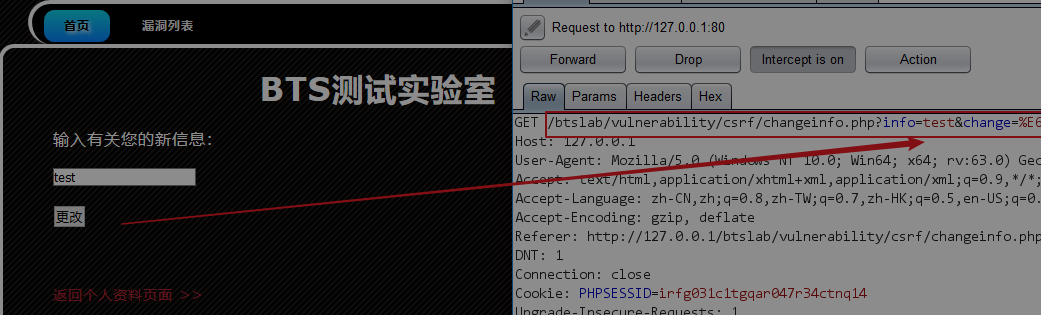 首页
漏洞列表
BTS测试实验室
输入有关您的新信息:
test
更改
返回个人资料页面 >>
Request to http://127.0.0.1:80
Forward
Drop
Intercept is on
Action
Raw
Params
Headers
Hex
GET /btslab/vulnerability/csrf/changeinfo.php?info=test&change=%E6
Host: 127.0.0.1
User-Agent: Mozilla/5.0 (Windows NT 10.0; Win64; x64; rv:63.0) Gec
Accept: text/html,application/xhtml+xml,application/xml;q=0.9,*/*;
Accept-Language: zh-CN,zh;q=0.8,zh-TW;q=0.7,zh-HK;q=0.5,en-US;q=0.
Accept-Encoding: gzip, deflate
Referer: http://127.0.0.1/btslab/vulnerability/csrf/changeinfo.php
DNT: 1
Connection: close
Cookie: PHPSESSID=irfg031c1tgqar047r34ctnq14
Upgrade-Insecure-Requests: 1